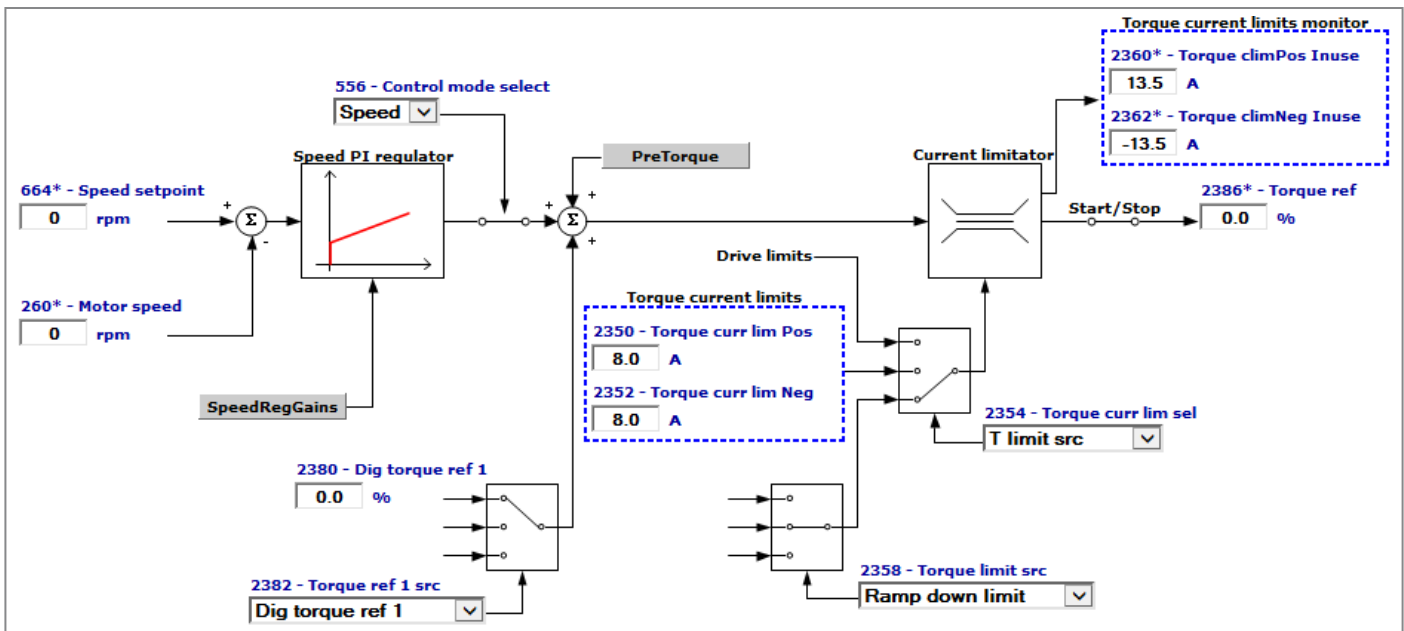 Torque current limits monitor
2360* - Torque climPos Inuse
13.5 A
2362* - Torque climNeg Inuse
-13.5 A
556 - Control mode select
Speed
Speed PI regulator
PreTorque
Current limitator
664* - Speed setpoint
0 rpm
+
Σ
-
+
+
Σ
+
Start/Stop
2386* - Torque ref
0.0 %
Drive limits
260* - Motor speed
0 rpm
Torque current limits
2350 - Torque curr lim Pos
8.0 A
2352 - Torque curr lim Neg
8.0 A
SpeedRegGains
2354 - Torque curr lim sel
T limit src
2380 - Dig torque ref 1
0.0 %
2382 - Torque ref 1 src
Dig torque ref 1
2358 - Torque limit src
Ramp down limit